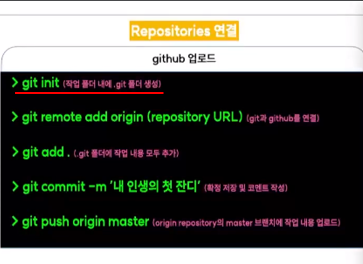 Repositories 연결
github 업로드
> git init (작업 폴더 내에 .git 폴더 생성)
> git remote add origin (repository URL) (git과 github를 연결)
> git add . (.git 폴더에 작업 내용 모두 추가)
> git commit -m '내 인생의 첫 잔디' (확정 저장 및 코멘트 작성)
> git push origin master (origin repository의 master 브랜치에 작업 내용 업로드)